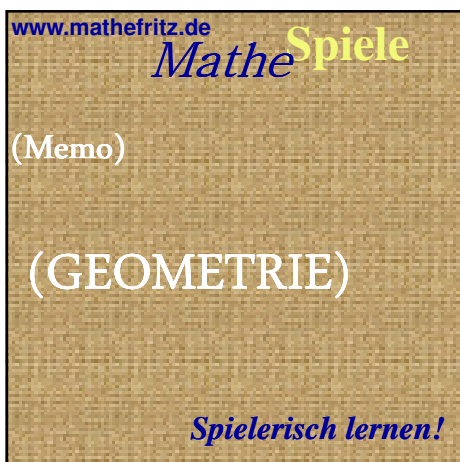 www.mathefritz.de
Mathe Spiele
(Memo)
(GEOMETRIE)
Spielerisch lernen!